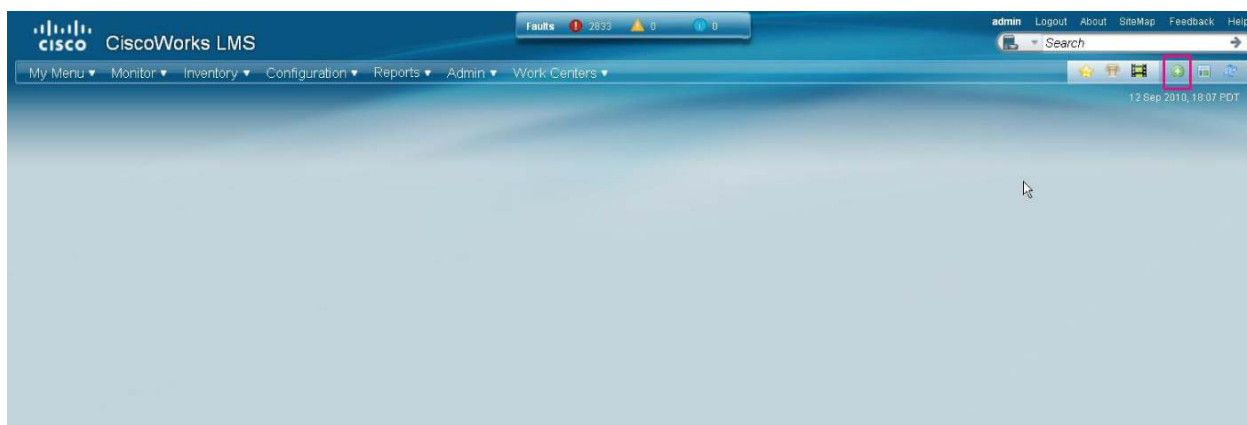 Faults 2833 0 0
admin Logout About SiteMap Feedback Help
CISCO CiscoWorks LMS
Search
My Menu Monitor Inventory Configuration Reports Admin Work Centers
12 Sep 2010, 18:07 PDT